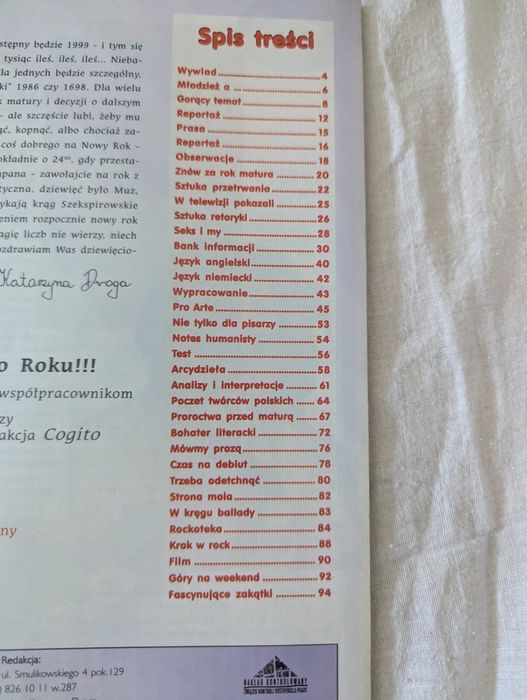 stępny będzie 1999 - i tym się
tysiąc ileś, ileś, ileś... Nieba-
la jednych będzie szczególny,
ki" 1986 czy 1698. Dla wielu
matury i decyzji o dalszym
- ale szczęście lubi, żeby mu
ąć, kopnąć, albo chociaż za-
coś dobrego na Nowy Rok -
okładnie o 24ºº, gdy przesta-
pana - zawołajcie na rok z
tyczna, dziewięć było Muz,
ykają krąg Szekspirowskie
eniem rozpocznie nowy rok
agię liczb nie wierzy, niech
ozdrawiam Was dziewięcio-
Katarzyna Droga
o Roku!!!
współpracownikom
zy
akcja Cogito
ny
Redakcja:
ul. Smulikowskiego 4 pok.129
) 826 10 11 w.287
Spis treści
Wywiad 4
Młodzież a ... 6
Gorący temat 8
Reportaż 12
Prasa 15
Reportaż 16
Obserwacje 18
Znów za rok matura 20
Sztuka przetrwania 22
W telewizji pokazali 25
Sztuka retoryki 26
Seks i my 28
Bank informacji 30
Język angielski 40
Język niemiecki 42
Wypracowanie 43
Pro Arte 45
Nie tylko dla pisarzy 53
Notes humanisty 54
Test 56
Arcydzieła 58
Analizy i interpretacje 61
Poczet twórców polskich 64
Proroctwa przed maturą 67
Bohater literacki 72
Mówmy prozą 76
Czas na debiut 78
Trzeba odetchnąć 80
Strona mola 82
W kręgu ballady 83
Rockoteka 84
Krok w rock 88
Film 90
Góry na weekend 92
Fascynujące zakątki 94
NAKŁAD KONTROLOWANY
ZWIĄZEK KONTROLI DYSTRYBUCJI PRASY